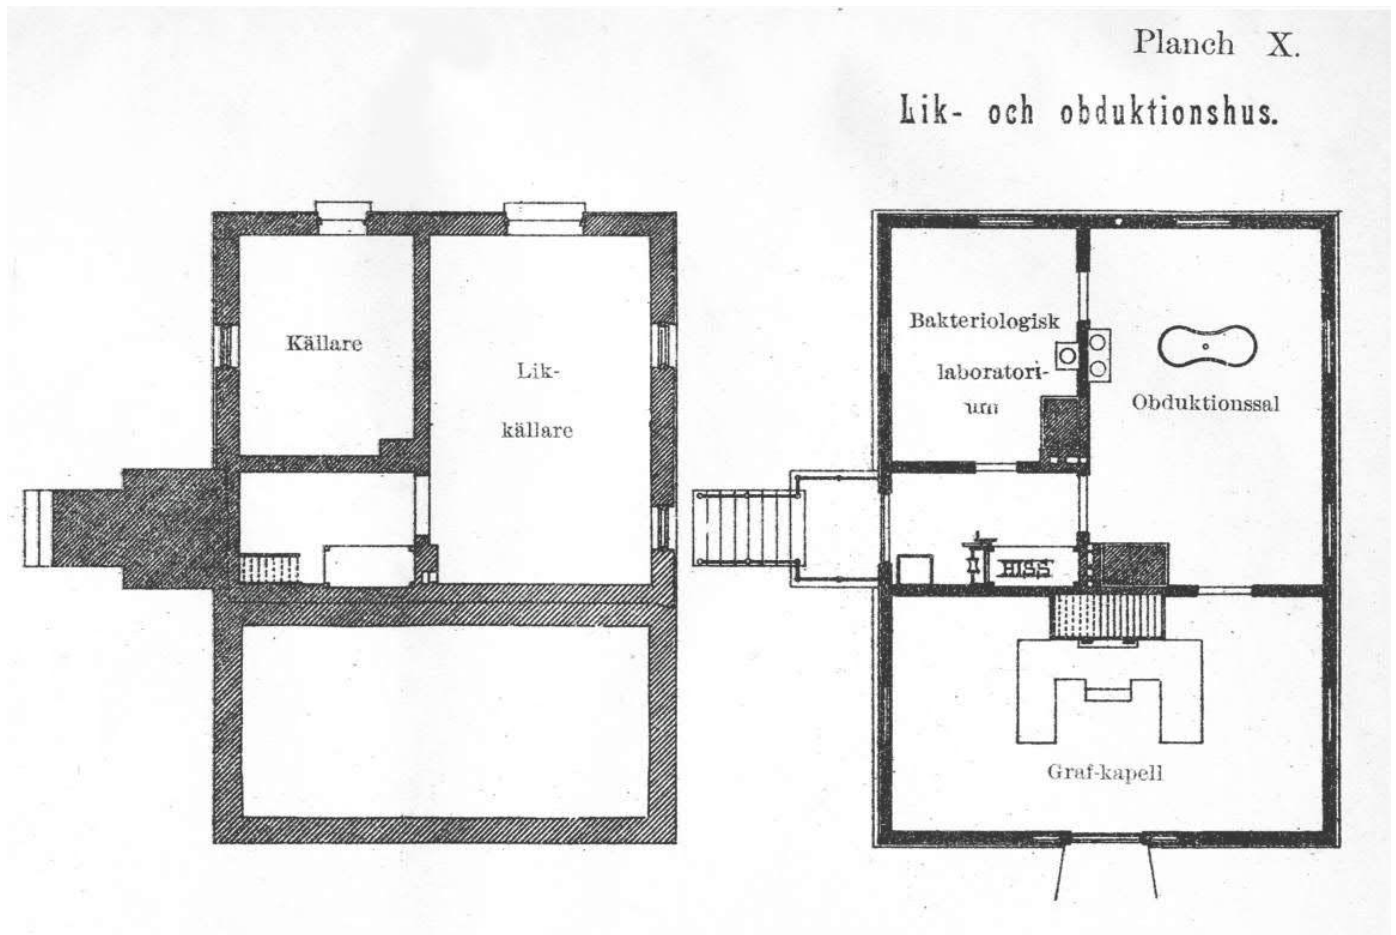 Planch X.
Lik- och obduktionshus.
Källare
Lik-
källare
Bakteriologisk
laboratori-
um
Obduktionssal
HISS
Graf-kapell